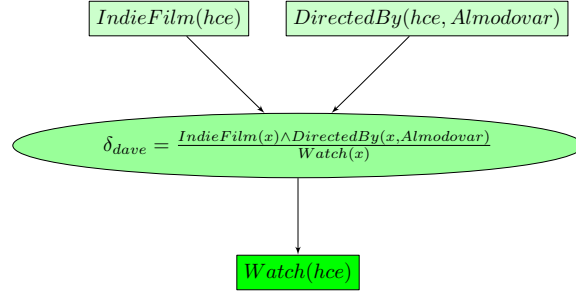 IndieFilm(hce)
DirectedBy(hce, Almodovar)
δ_dave = IndieFilm(x)∧DirectedBy(x,Almodovar)
Watch(x)
Watch(hce)